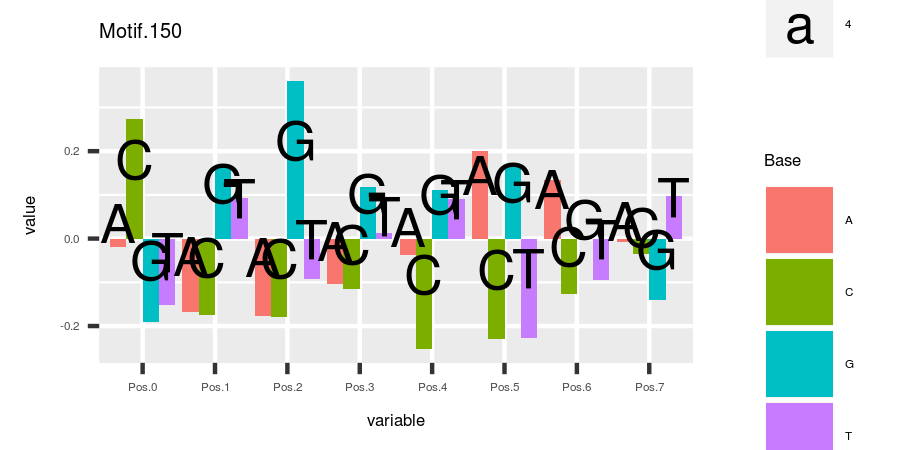 Motif.150
a 4
value
0.2
0.0
-0.2
A C G T A C G T A C G T A C G T A C G T A C G T A C G T A C G T
Pos.0 Pos.1 Pos.2 Pos.3 Pos.4 Pos.5 Pos.6 Pos.7
variable
Base
A
C
G
T